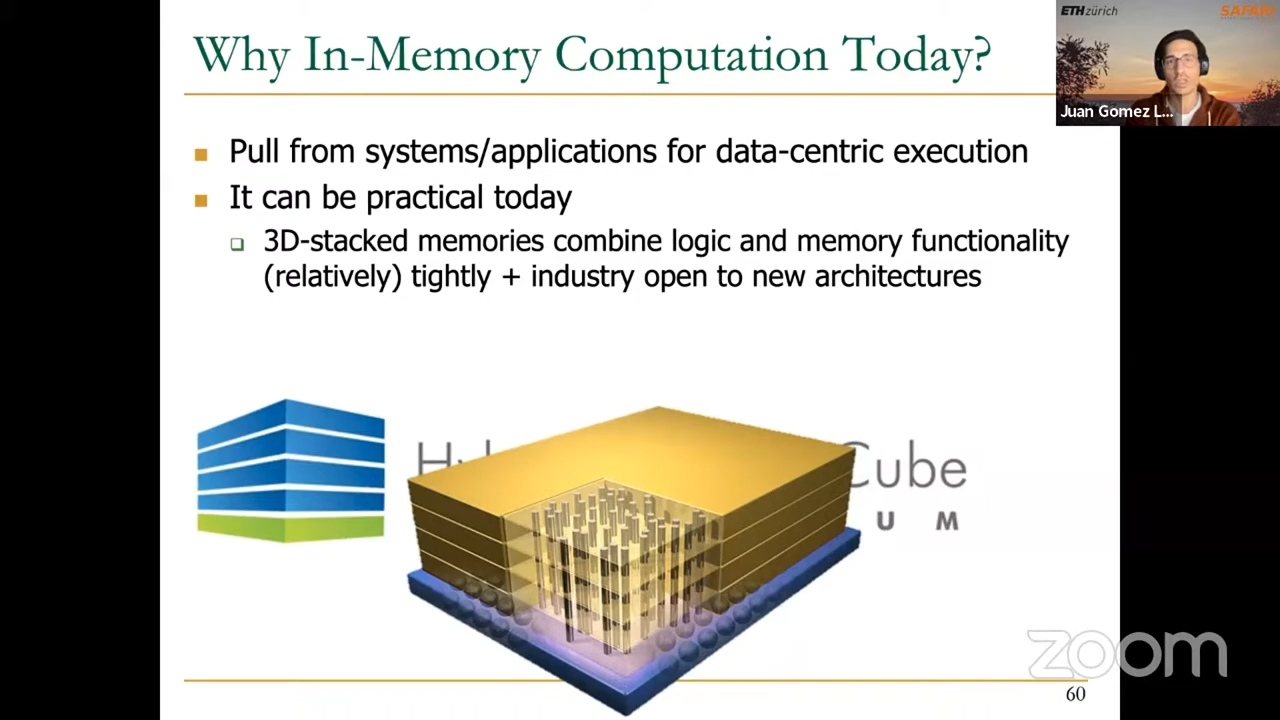 Why In-Memory Computation Today?
ETH zürich
SAFARI
Juan Gomez L...
Pull from systems/applications for data-centric execution
It can be practical today
3D-stacked memories combine logic and memory functionality
(relatively) tightly + industry open to new architectures
Cube
U M
zoom
60